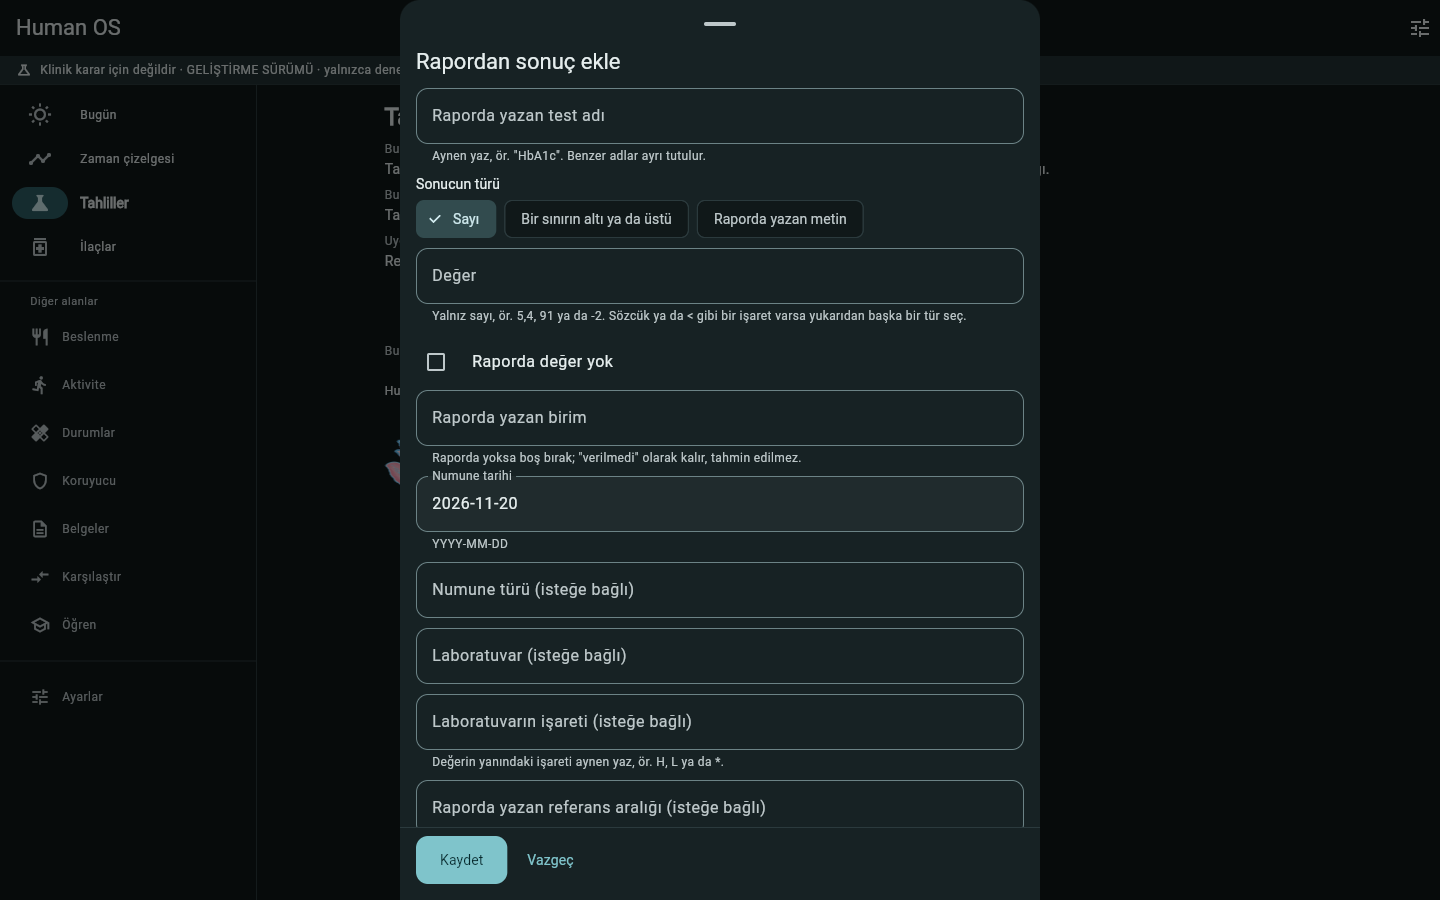 Human OS
Klinik karar için değildir · GELİŞTİRME SÜRÜMÜ · yalnızca
Bugün
Zaman çizelgesi
Tahliller
İlaçlar
Diğer alanlar
Beslenme
Aktivite
Durumlar
Koruyucu
Belgeler
Karşılaştır
Öğren
Ayarlar
Rapordan sonuç ekle
Raporda yazan test adı
Aynen yaz, ör. "HbA1c". Benzer adlar ayrı tutulur.
Sonucun türü
Sayı
Bir sınırın altı ya da üstü
Raporda yazan metin
Değer
Yalnız sayı, ör. 5,4, 91 ya da -2. Sözcük ya da < gibi bir işaret varsa yukarıdan başka bir tür seç.
Raporda değer yok
Raporda yazan birim
Raporda yoksa boş bırak; "verilmedi" olarak kalır, tahmin edilmez.
Numune tarihi
2026-11-20
YYYY-MM-DD
Numune türü (isteğe bağlı)
Laboratuvar (isteğe bağlı)
Laboratuvarın işareti (isteğe bağlı)
Değerin yanındaki işareti aynen yaz, ör. H, L ya da *.
Raporda yazan referans aralığı (isteğe bağlı)
Kaydet
Vazgeç